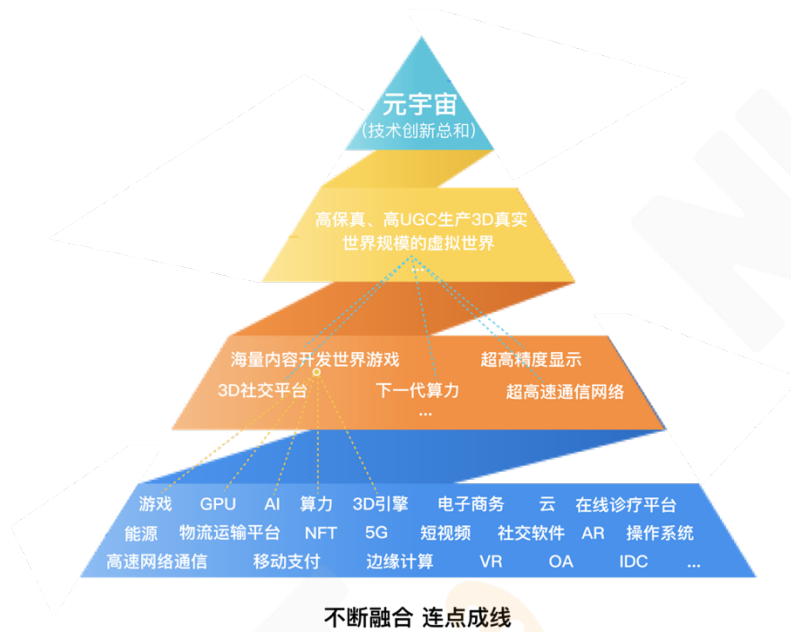 元宇宙
（技术创新总和）
高保真、高UGC生产3D真实
世界规模的虚拟世界
...
海量内容开发世界游戏 超高精度显示
3D社交平台 下一代算力 超高速通信网络
...
游戏 GPU AI 算力 3D引擎 电子商务 云 在线诊疗平台
能源 物流运输平台 NFT 5G 短视频 社交软件 AR 操作系统
高速网络通信 移动支付 边缘计算 VR OA IDC ...
不断融合 连点成线